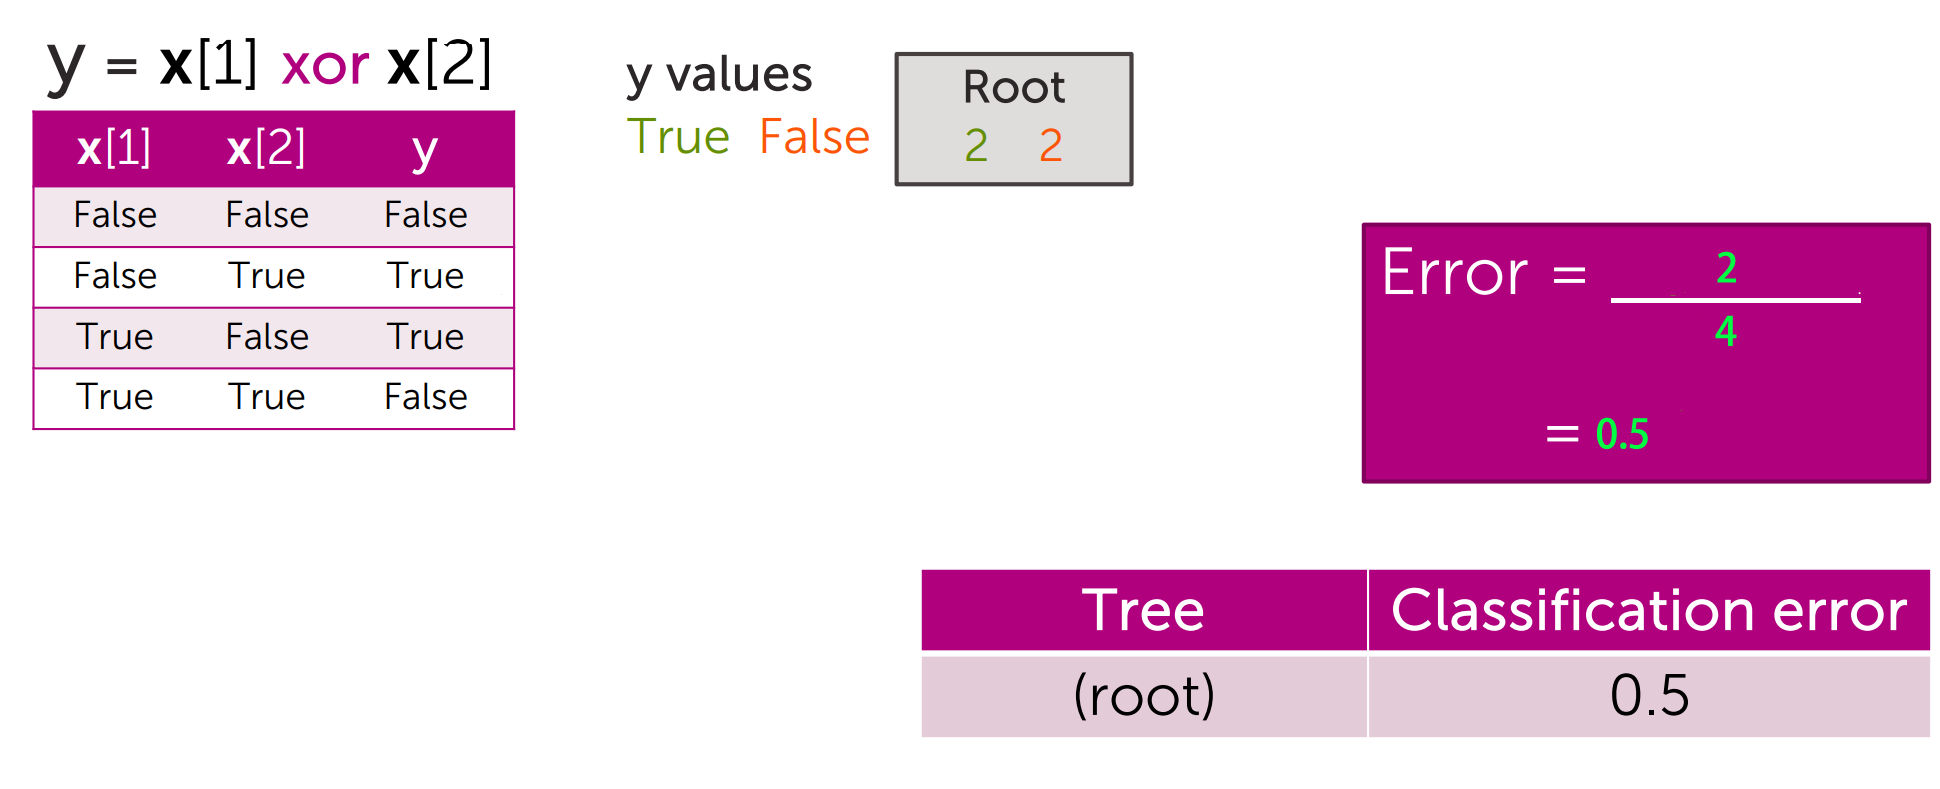 y = x[1] xor x[2]
x[1] x[2] y
False False False
False True True
True False True
True True False
y values
True False
Root
2 2
Error = 2
4
= 0.5
Tree Classification error
(root) 0.5